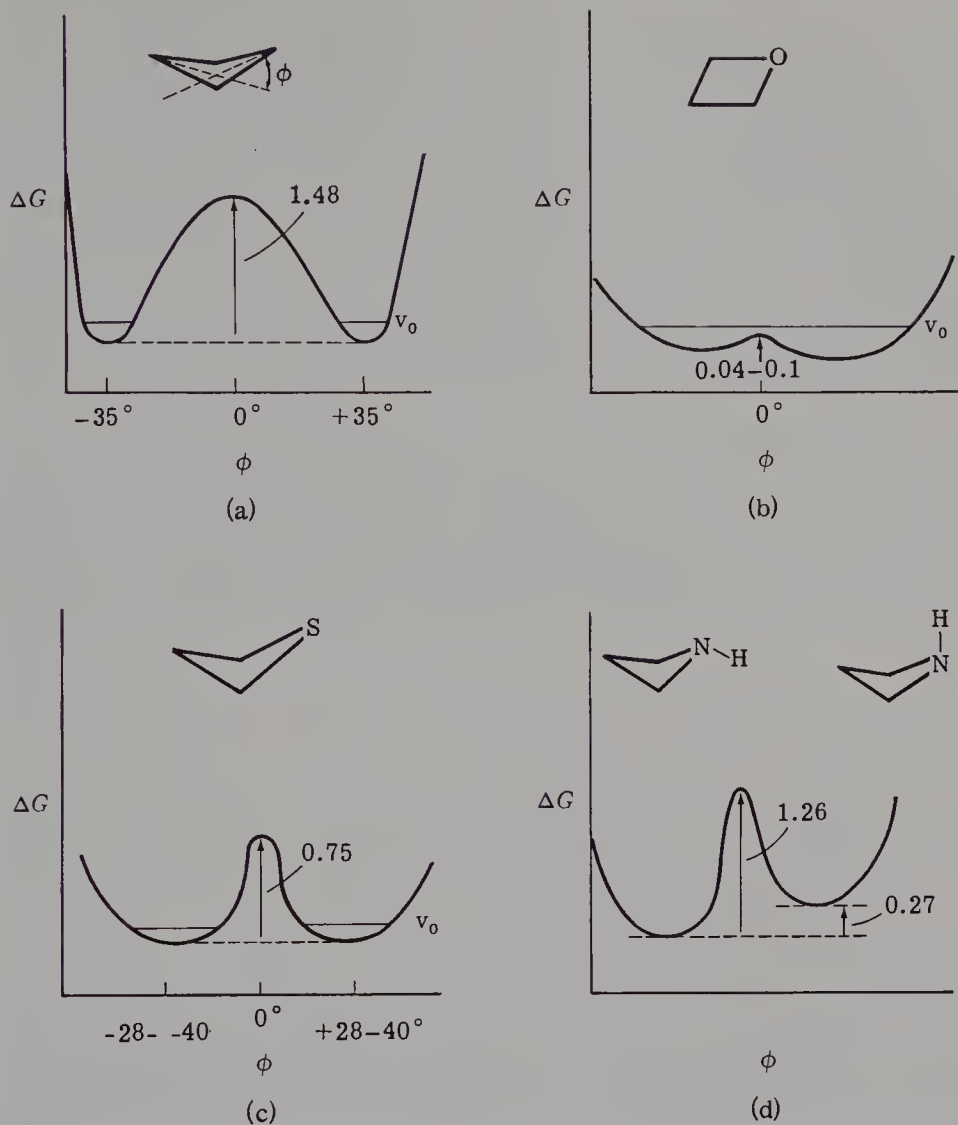 O
ϕ
ΔG
1.48
v₀
-35° 0° +35°
ϕ
(a)
ΔG
v₀
0.04-0.1
0°
ϕ
(b)
S
ΔG
0.75
v₀
-28- -40 0° +28-40°
ϕ
(c)
H
N-H
N
ΔG
1.26
0.27
ϕ
(d)